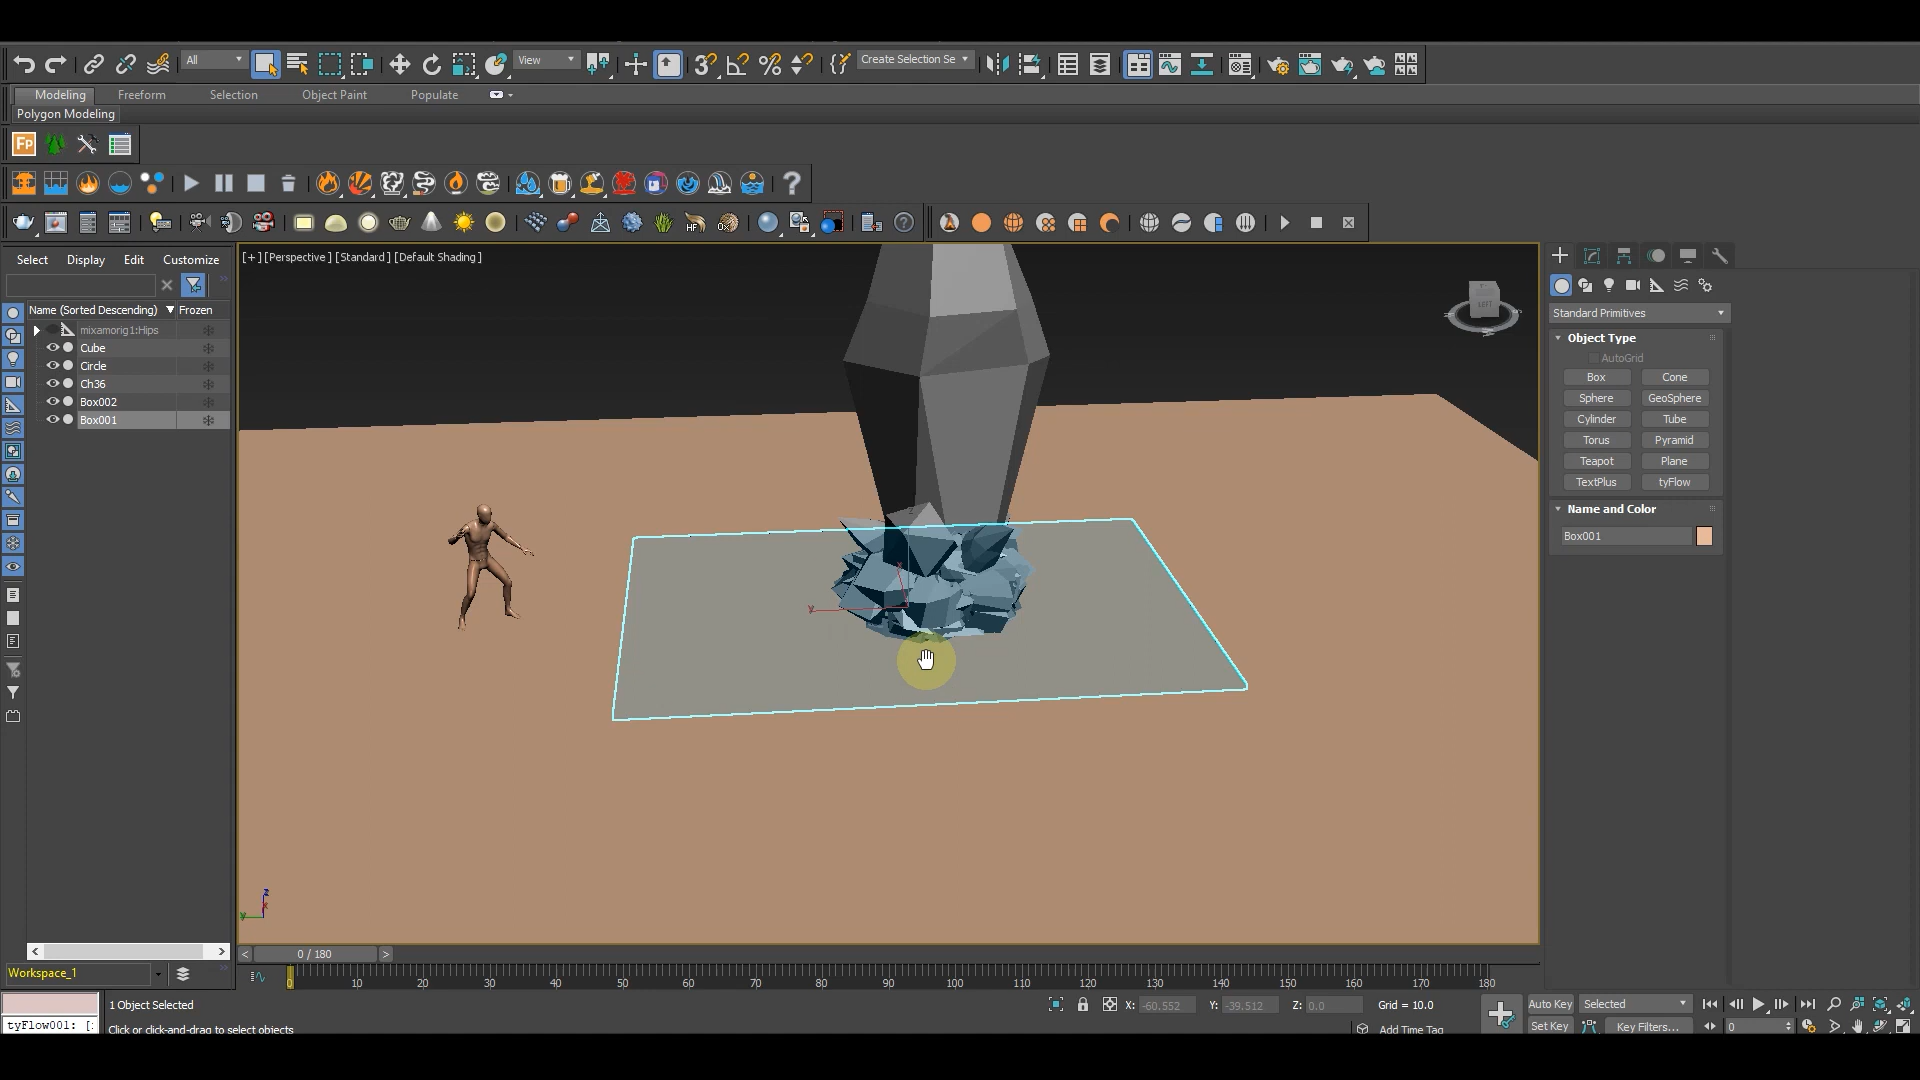 All
View
Create Selection Se
Modeling Freeform Selection Object Paint Populate
Polygon Modeling
Fp
HF
Select Display Edit Customize
[+] [Perspective ] [Standard ] [Default Shading ]
LEFT
Name (Sorted Descending) Frozen
mixamorig1:Hips
Cube
Circle
Ch36
Box002
Box001
Standard Primitives
Object Type
AutoGrid
Box Cone
Sphere GeoSphere
Cylinder Tube
Torus Pyramid
Teapot Plane
TextPlus tyFlow
Name and Color
Box001
x
y
z
y
< 0 / 180 >
Workspace_1
0 10 20 30 40 50 60 70 80 90 100 110 120 130 140 150 160 170 180
1 Object Selected
X: -60.552 Y: -39.512 Z: 0.0 Grid = 10.0
Auto Key Selected
tyFlow001: [:
Click or click-and-drag to select objects
Add Time Tag
Set Key Key Filters... 0